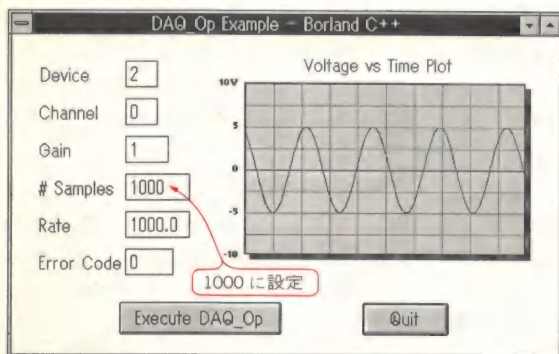 DAQ_Op Example – Borland C++
Device 2
Channel 0
Gain 1
# Samples 1000
Rate 1000.0
Error Code 0
Voltage vs Time Plot
10V
5
0
-5
-10
1000 に設定
Execute DAQ_Op
Quit